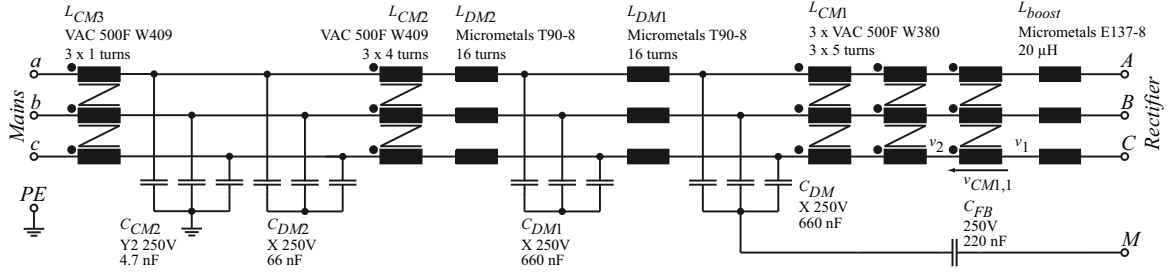 L_CM3
VAC 500F W409
3 x 1 turns
L_CM2
VAC 500F W409
3 x 4 turns
L_DM2
Micrometals T90-8
16 turns
L_DM1
Micrometals T90-8
16 turns
L_CM1
3 x VAC 500F W380
3 x 5 turns
L_boost
Micrometals E137-8
20 µH
a
b
c
Mains
PE
A
B
C
Rectifier
v_2
v_1
v_CM1,1
C_CM2
Y2 250V
4.7 nF
C_DM2
X 250V
66 nF
C_DM1
X 250V
660 nF
C_DM
X 250V
660 nF
C_FB
250V
220 nF
M